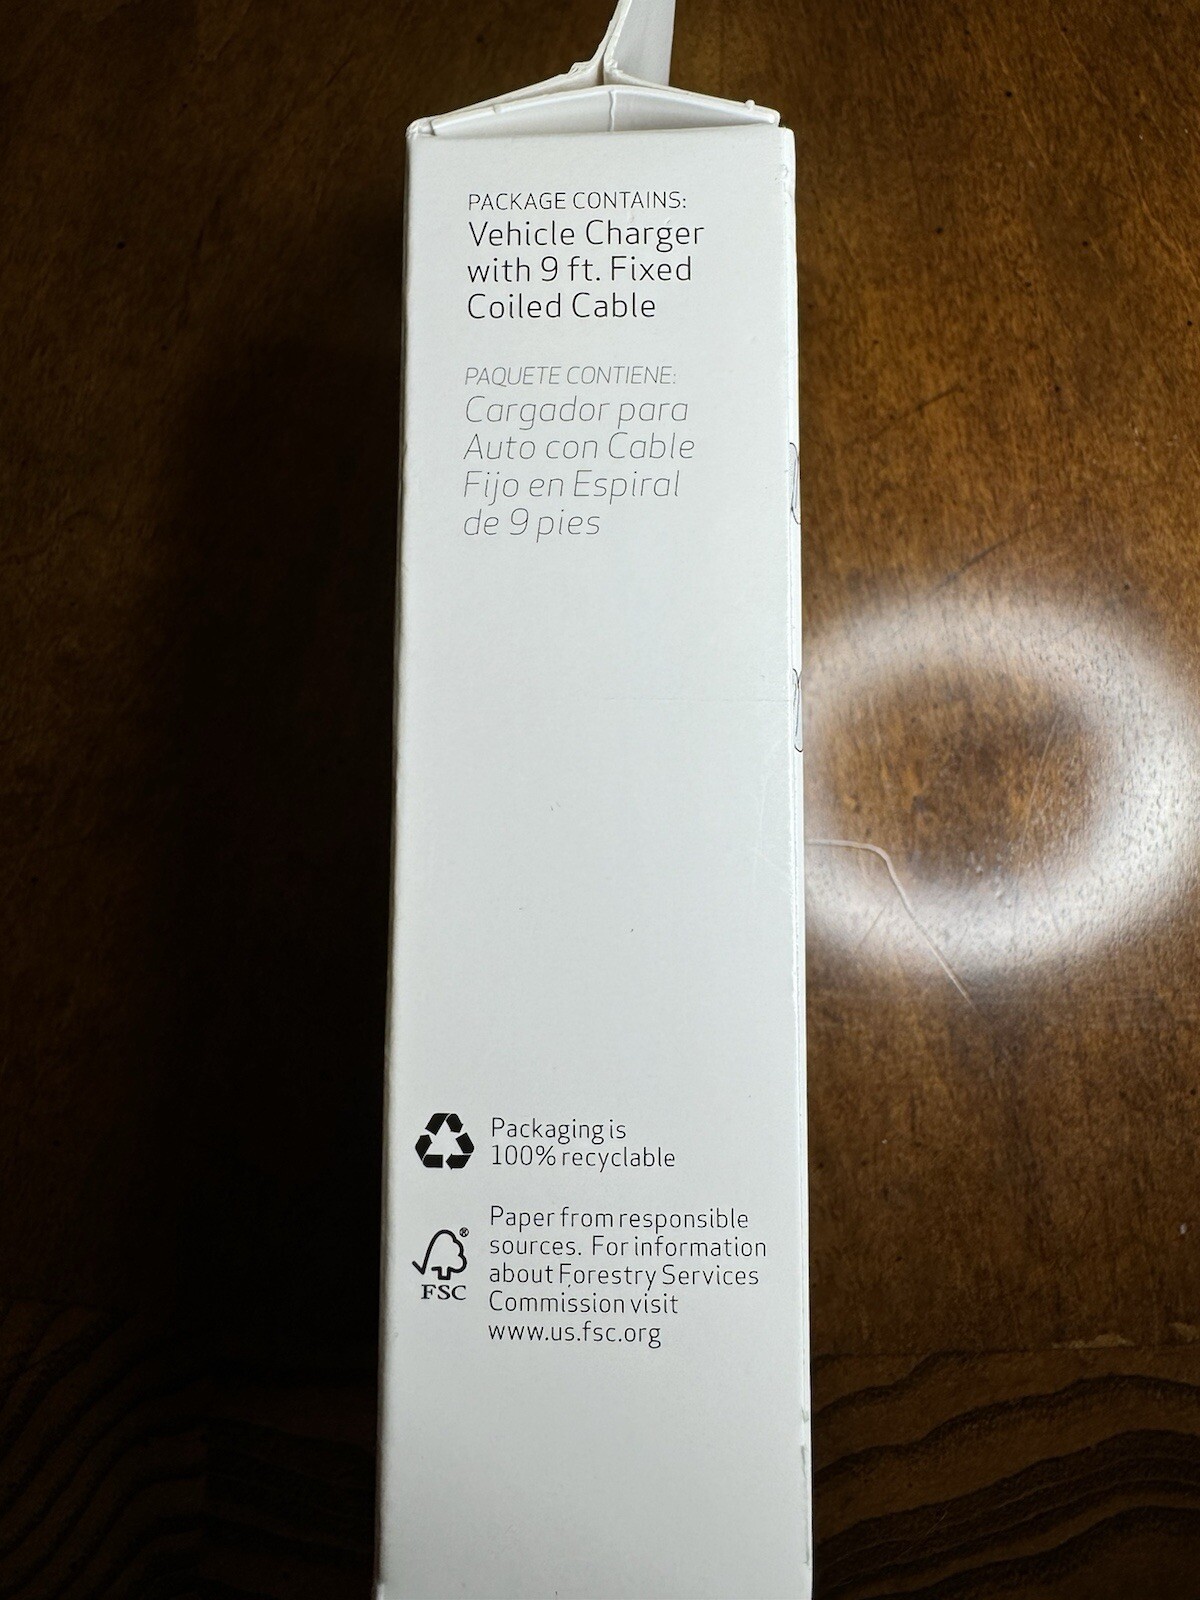 PACKAGE CONTAINS:
Vehicle Charger
with 9 ft. Fixed
Coiled Cable
PAQUETE CONTIENE:
Cargador para
Auto con Cable
Fijo en Espiral
de 9 pies
Packaging is
100% recyclable
Paper from responsible
sources. For information
about Forestry Services
Commission visit
www.us.fsc.org
®
FSC